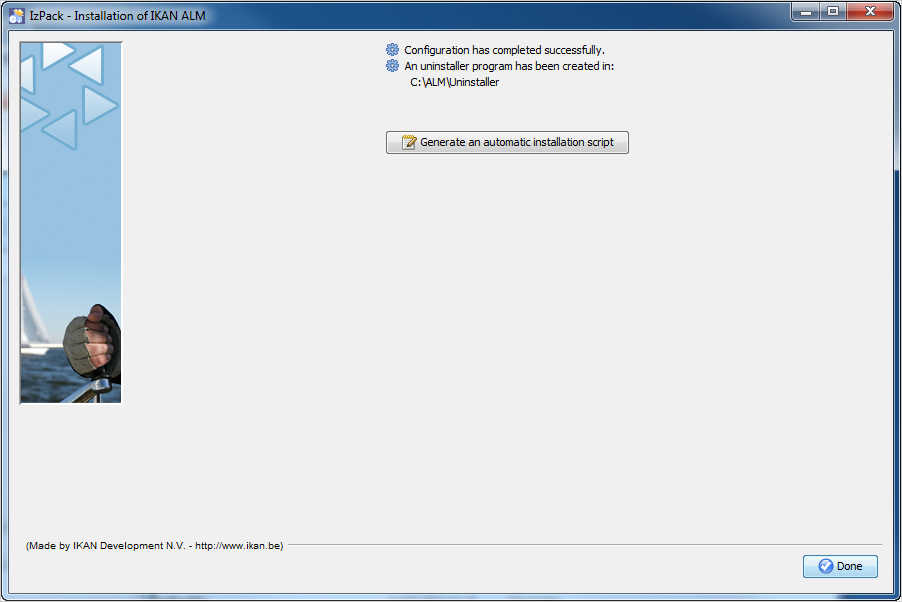 IzPack - Installation of IKAN ALM
Configuration has completed successfully.
An uninstaller program has been created in:
C:\ALM\Uninstaller
Generate an automatic installation script
(Made by IKAN Development N.V. - http://www.ikan.be)
Done